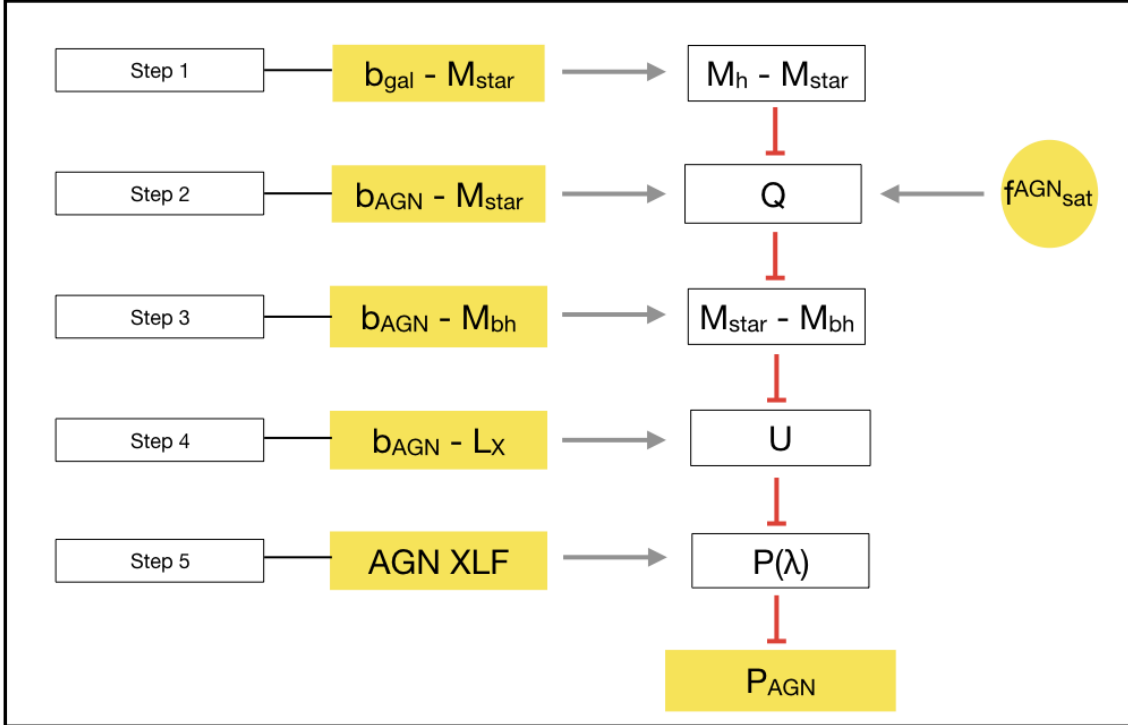 Step 1 b_gal - M_star M_h - M_star
Step 2 b_AGN - M_star Q f^AGN_sat
Step 3 b_AGN - M_bh M_star - M_bh
Step 4 b_AGN - L_X U
Step 5 AGN XLF P(λ)
P_AGN